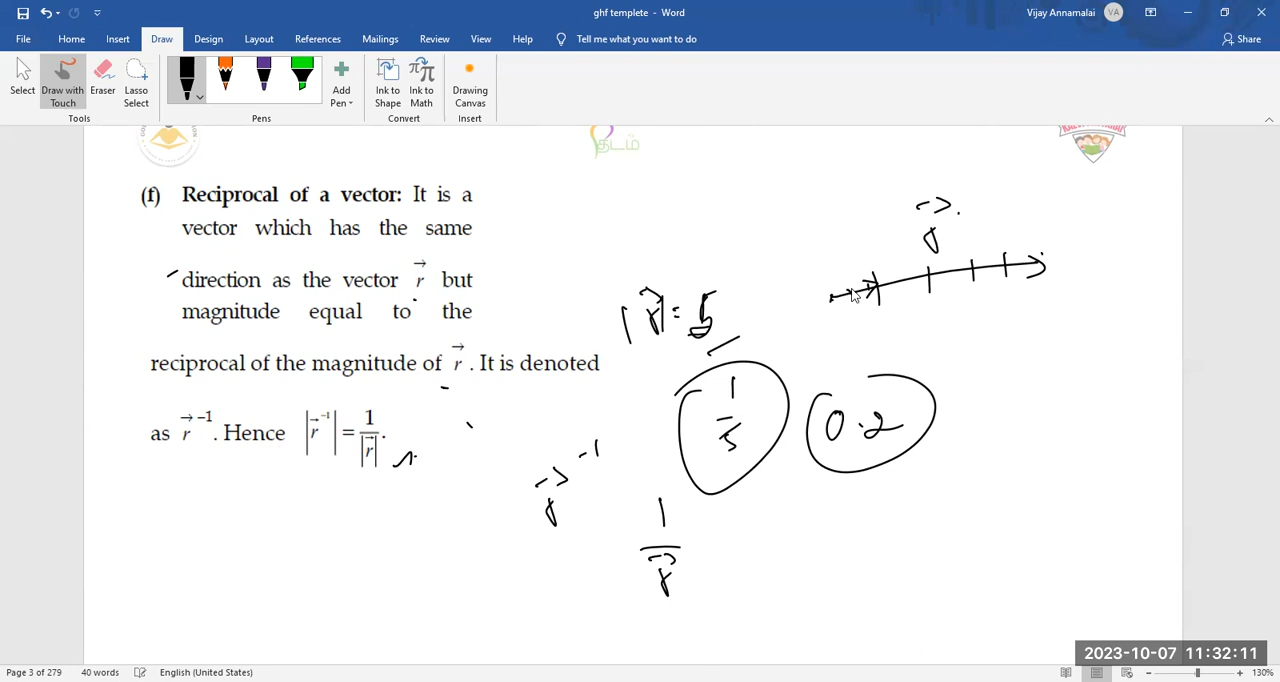 ghf templete - Word
Vijay Annamalai
VA
File Home Insert Draw Design Layout References Mailings Review View Help Tell me what you want to do
Share
Select
Draw with Touch
Eraser
Lasso Select
Add Pen
Ink to Shape
Ink to Math
Drawing Canvas
Tools
Pens
Convert
Insert
தடம்
(f) Reciprocal of a vector: It is a
vector which has the same
direction as the vector r⃗ but
magnitude equal to the
reciprocal of the magnitude of r⃗. It is denoted
as r⃗⁻¹. Hence |r⃗⁻¹| = 1/|r⃗|.
r⃗
|r⃗| = 5
1/5
0.2
r⃗⁻¹
1/r⃗
2023-10-07 11:32:11
Page 3 of 279 40 words English (United States)
130%